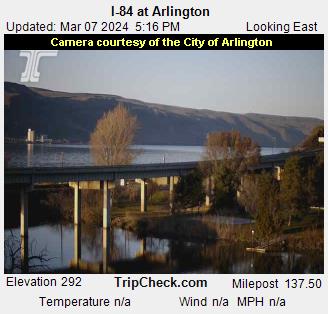 I-84 at Arlington
Updated: Mar 07 2024 5:16 PM Looking East
Camera courtesy of the City of Arlington
Elevation 292 TripCheck.com Milepost 137.50
Temperature n/a Wind n/a MPH n/a